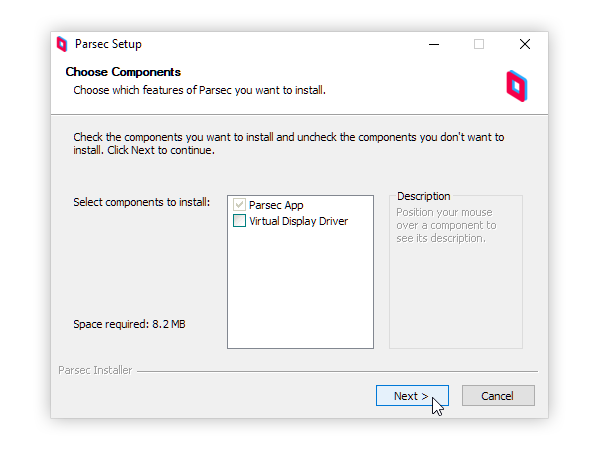 Parsec Setup
Choose Components
Choose which features of Parsec you want to install.
Check the components you want to install and uncheck the components you don't want to
install. Click Next to continue.
Select components to install:
Parsec App
Virtual Display Driver
Description
Position your mouse
over a component to
see its description.
Space required: 8.2 MB
Parsec Installer
Next >
Cancel